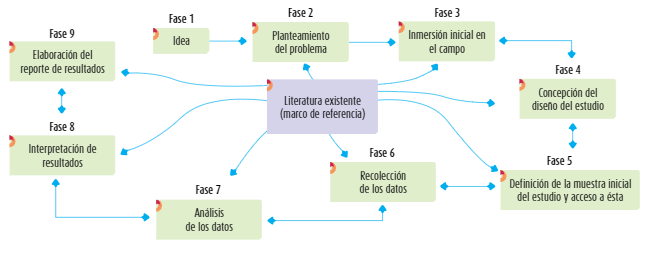 Fase 1
Idea
Fase 2
Planteamiento
del problema
Fase 3
Inmersión inicial en
el campo
Fase 4
Concepción del
diseño del estudio
Fase 5
Definición de la muestra inicial
del estudio y acceso a ésta
Fase 6
Recolección
de los datos
Fase 7
Análisis
de los datos
Fase 8
Interpretación de
resultados
Fase 9
Elaboración del
reporte de resultados
Literatura existente
(marco de referencia)